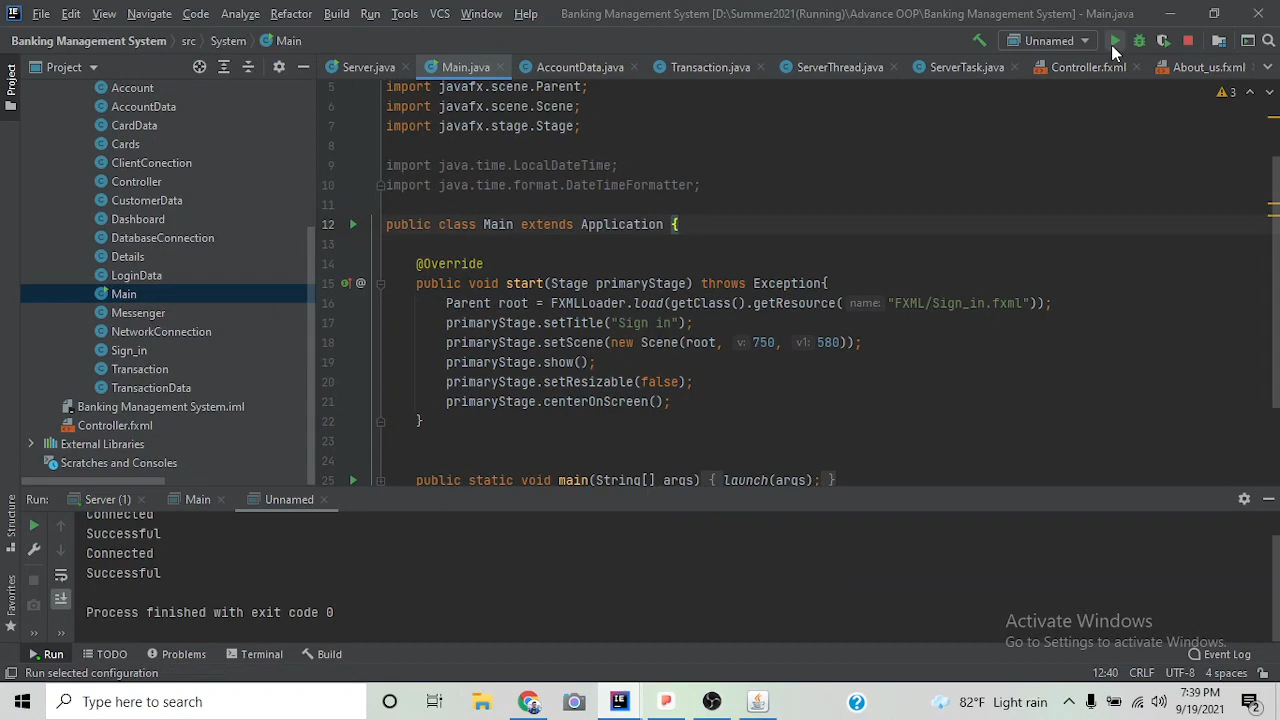 File Edit View Navigate Code Analyze Refactor Build Run Tools VCS Window Help Banking Management System [D:\Summer2021(Running)\Advance OOP\Banking Management System] - Main.java
Banking Management System src System Main Unnamed
Project Server.java Main.java AccountData.java Transaction.java ServerThread.java ServerTask.java Controller.fxml About_us.fxml
Project
Account
AccountData
CardData
Cards
ClientConection
Controller
CustomerData
Dashboard
DatabaseConnection
Details
LoginData
Main
Messenger
NetworkConnection
Sign_in
Transaction
TransactionData
Banking Management System.iml
Controller.fxml
External Libraries
Scratches and Consoles
3
5 import javafx.scene.Parent;
6 import javafx.scene.Scene;
7 import javafx.stage.Stage;
8
9 import java.time.LocalDateTime;
10 import java.time.format.DateTimeFormatter;
11
12 public class Main extends Application {
13
14 @Override
15 @ public void start(Stage primaryStage) throws Exception{
16 Parent root = FXMLLoader.load(getClass().getResource( name: "FXML/Sign_in.fxml"));
17 primaryStage.setTitle("Sign in");
18 primaryStage.setScene(new Scene(root, v: 750, v1: 580));
19 primaryStage.show();
20 primaryStage.setResizable(false);
21 primaryStage.centerOnScreen();
22 }
23
24
25 public static void main(String[] args) { launch(args); }
Structure
Favorites
Run: Server (1) Main Unnamed
Connected
Successful
Connected
Successful
Process finished with exit code 0
Activate Windows
Go to Settings to activate Windows.
Run TODO Problems Terminal Build Event Log
Run selected configuration 12:40 CRLF UTF-8 4 spaces
Type here to search 82°F Light rain 7:39 PM
9/19/2021 2